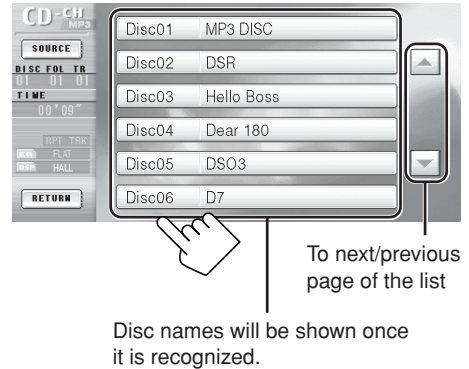 CD-CH
MP3
SOURCE
DISC FOL TR
01 01 01
TIME
00'09"
RPT TRK
EQ FLAT
DSP HALL
RETURN
Disc01 MP3 DISC
Disc02 DSR
Disc03 Hello Boss
Disc04 Dear 180
Disc05 DSO3
Disc06 D7
To next/previous
page of the list
Disc names will be shown once
it is recognized.